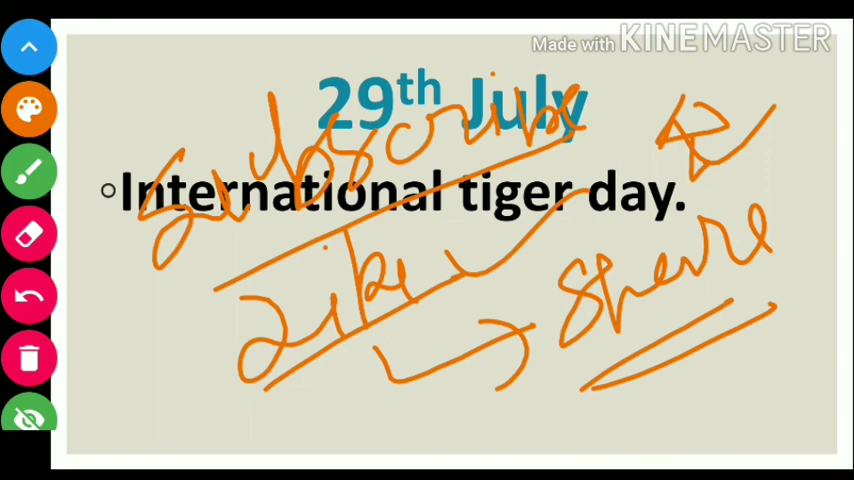 Made with KINEMASTER
29th July
International tiger day.
Subscribe
Like
Share